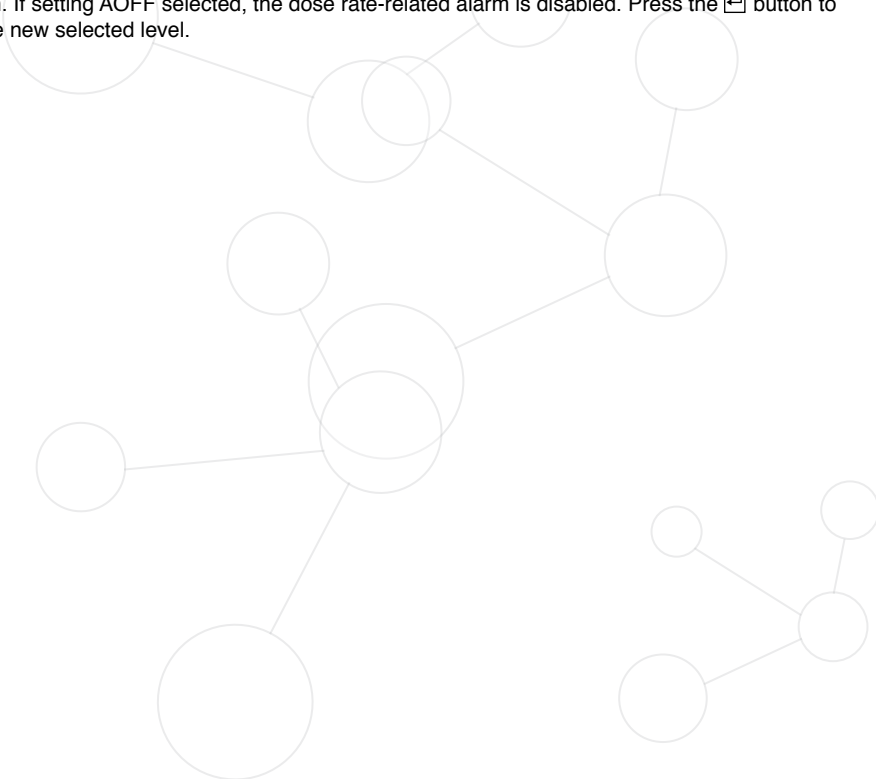 . If setting AOFF selected, the dose rate-related alarm is disabled. Press the ↵ button to
new selected level.